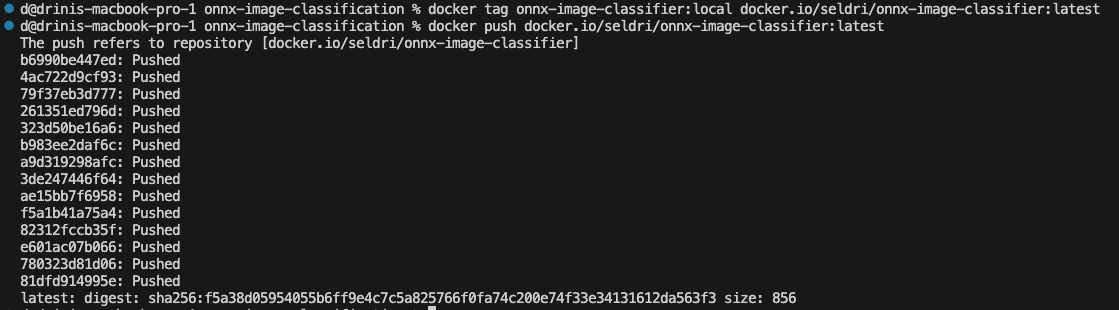 d@drinis-macbook-pro-1 onnx-image-classification % docker tag onnx-image-classifier:local docker.io/seldri/onnx-image-classifier:latest
d@drinis-macbook-pro-1 onnx-image-classification % docker push docker.io/seldri/onnx-image-classifier:latest
The push refers to repository [docker.io/seldri/onnx-image-classifier]
b6990be447ed: Pushed
4ac722d9cf93: Pushed
79f37eb3d777: Pushed
261351ed796d: Pushed
323d50be16a6: Pushed
b983ee2daf6c: Pushed
a9d319298afc: Pushed
3de247446f64: Pushed
ae15bb7f6958: Pushed
f5a1b41a75a4: Pushed
82312fccb35f: Pushed
e601ac07b066: Pushed
780323d81d06: Pushed
81dfd914995e: Pushed
latest: digest: sha256:f5a38d05954055b6ff9e4c7c5a825766f0fa74c200e74f33e34131612da563f3 size: 856